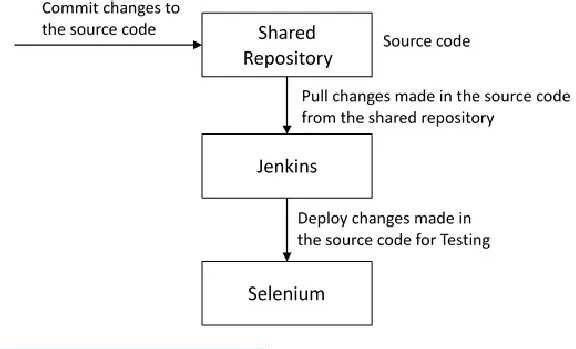 Commit changes to
the source code
Shared
Repository
Source code
Pull changes made in the source code
from the shared repository
Jenkins
Deploy changes made in
the source code for Testing
Selenium